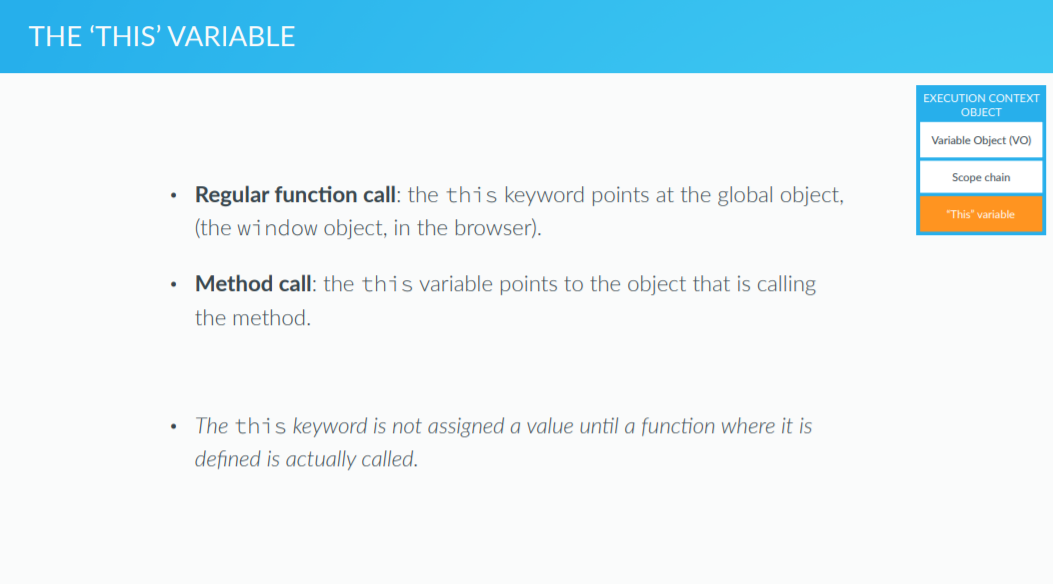 THE ‘THIS’ VARIABLE
EXECUTION CONTEXT
OBJECT
Variable Object (VO)
Scope chain
“This” variable
• Regular function call: the this keyword points at the global object,
(the window object, in the browser).
• Method call: the this variable points to the object that is calling
the method.
• The this keyword is not assigned a value until a function where it is
defined is actually called.